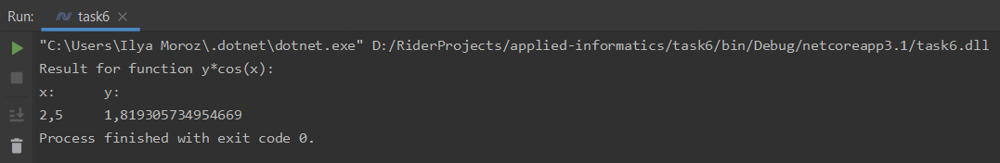 Run: task6
"C:\Users\Ilya Moroz\.dotnet\dotnet.exe" D:/RiderProjects/applied-informatics/task6/bin/Debug/netcoreapp3.1/task6.dll
Result for function y*cos(x):
x: y:
2,5 1,819305734954669
Process finished with exit code 0.